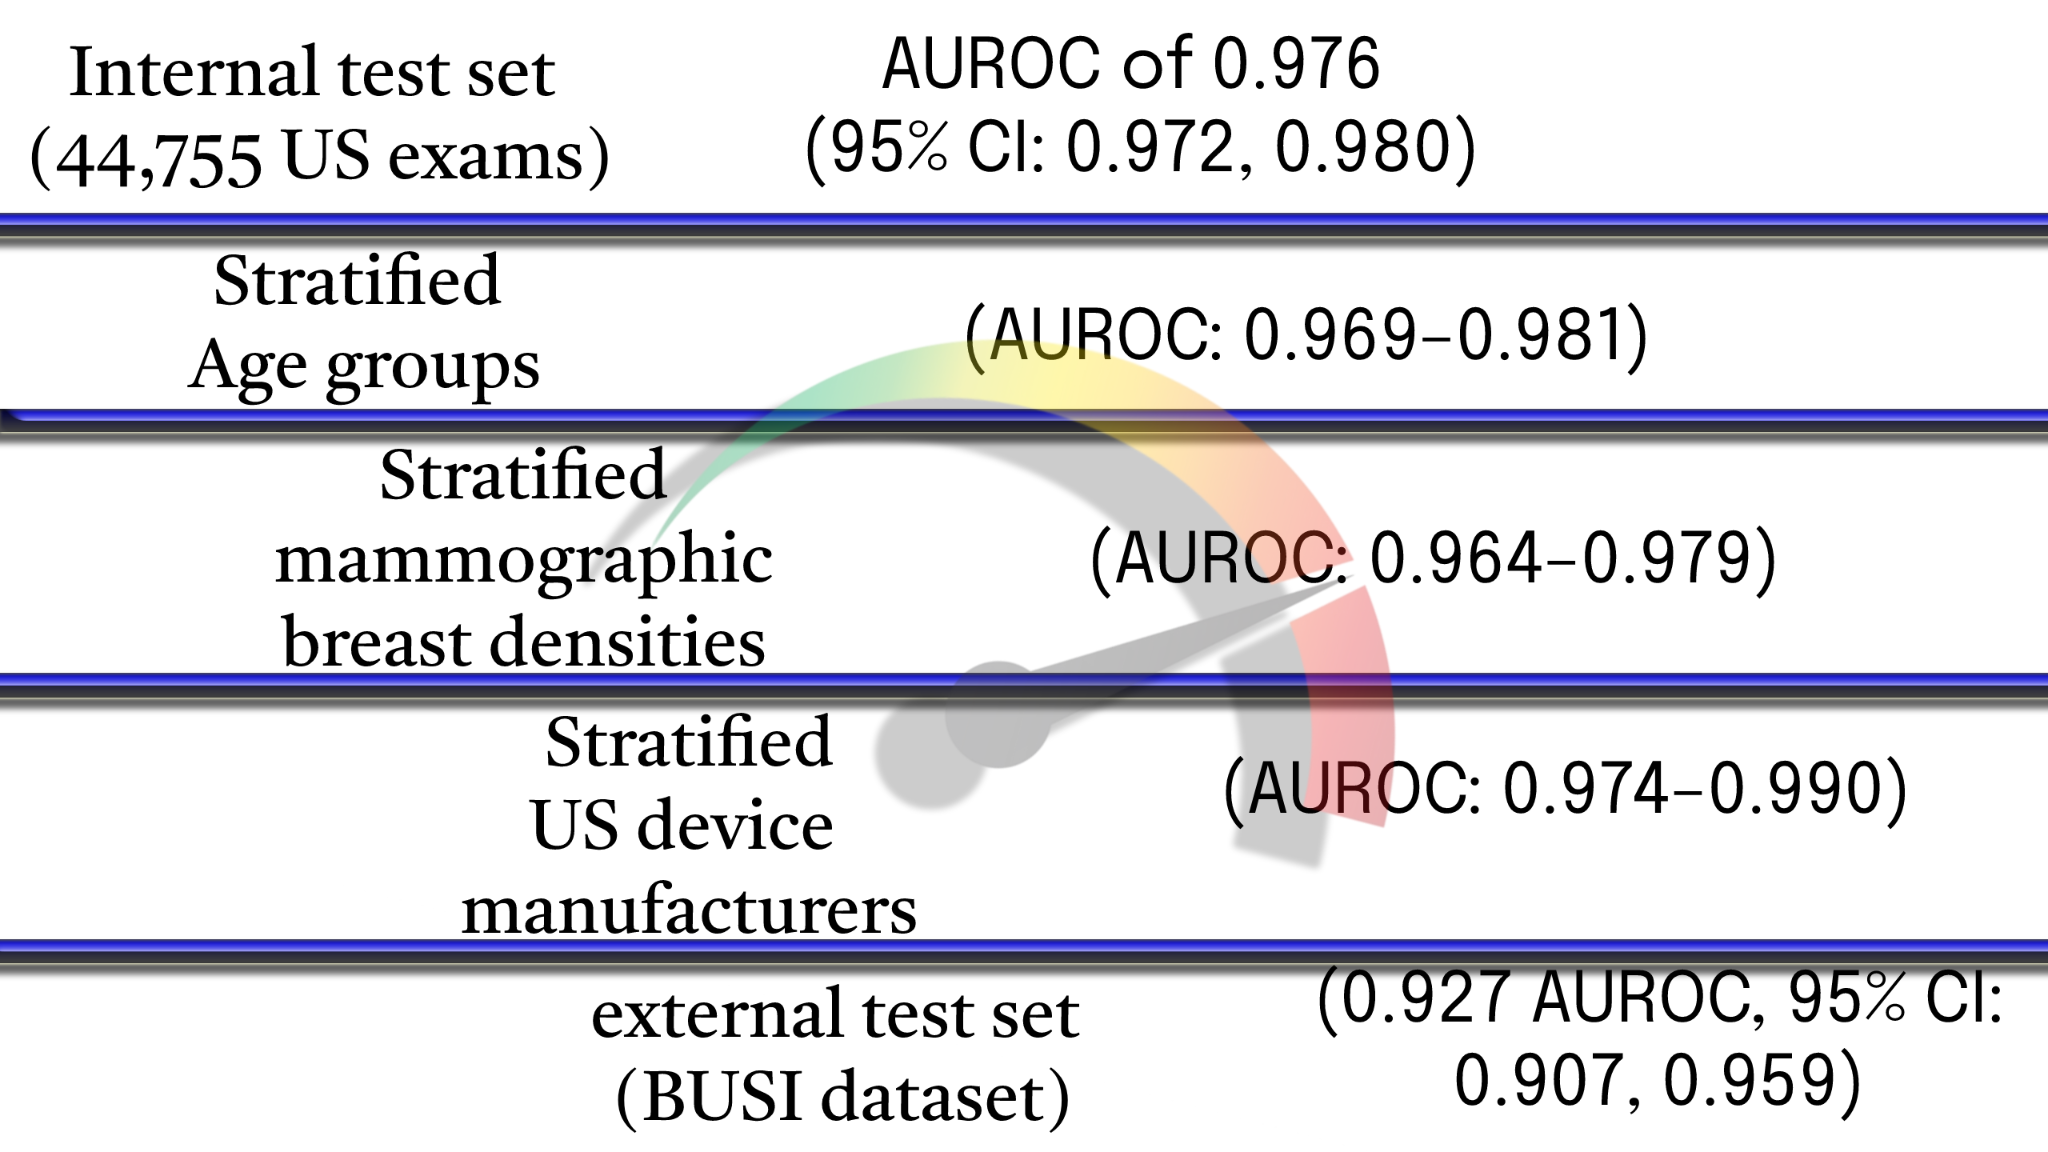 Internal test set
(44,755 US exams)
AUROC of 0.976
(95% CI: 0.972, 0.980)
Stratified
Age groups
(AUROC: 0.969–0.981)
Stratified
mammographic
breast densities
(AUROC: 0.964–0.979)
Stratified
US device
manufacturers
(AUROC: 0.974–0.990)
external test set
(BUSI dataset)
(0.927 AUROC, 95% CI:
0.907, 0.959)